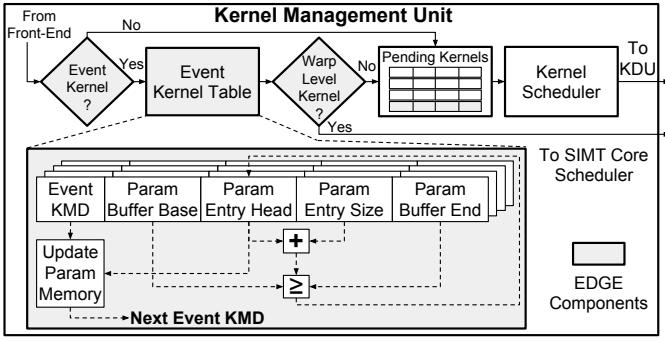 Kernel Management Unit
From
Front-End
No
Event
Kernel
?
Yes
Event
Kernel Table
Warp
Level
Kernel
?
No
Yes
Pending Kernels
Kernel
Scheduler
To
KDU
To SIMT Core
Scheduler
Event
KMD
Param
Buffer Base
Param
Entry Head
Param
Entry Size
Param
Buffer End
+
≥
Update
Param
Memory
Next Event KMD
EDGE
Components